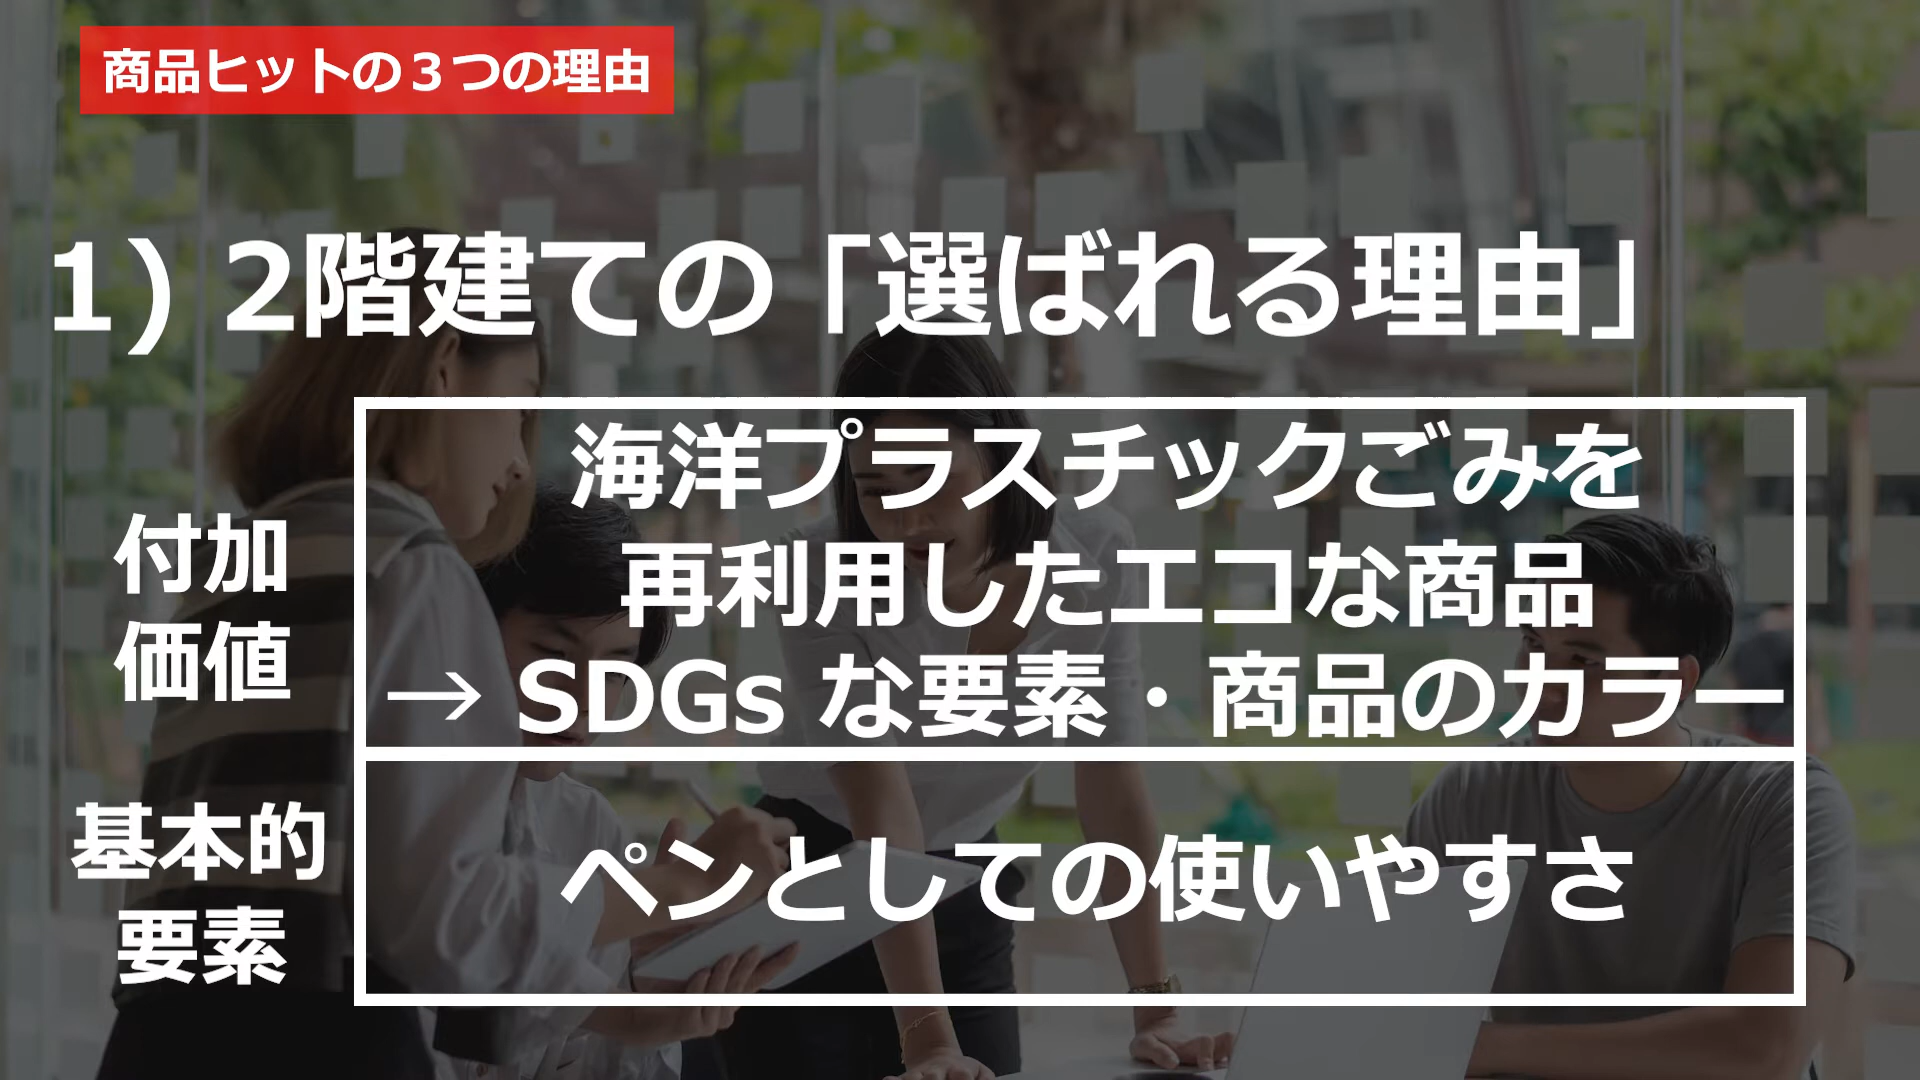 商品ヒットの３つの理由
1) 2階建ての「選ばれる理由」
付加
価値
海洋プラスチックごみを
再利用したエコな商品
→ SDGs な要素・商品のカラー
基本的
要素
ペンとしての使いやすさ